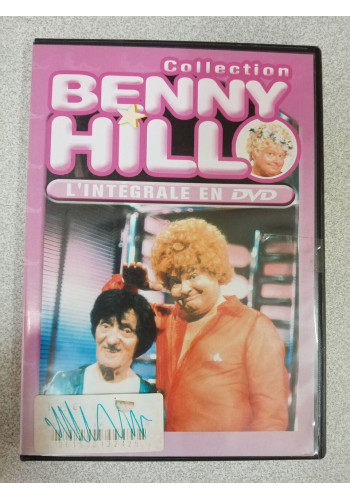 Collection
BENNY
HILL
L'INTÉGRALE EN DVD